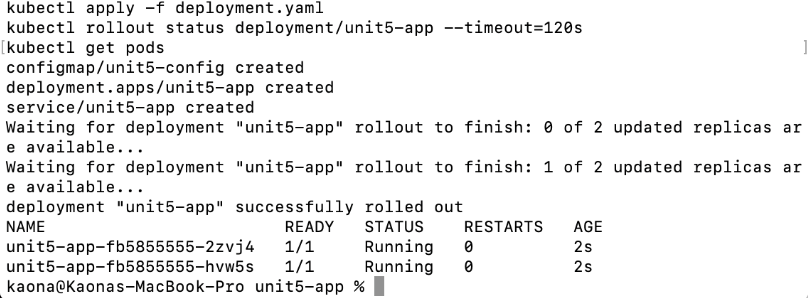 kubectl apply -f deployment.yaml
kubectl rollout status deployment/unit5-app --timeout=120s
[kubectl get pods ]
configmap/unit5-config created
deployment.apps/unit5-app created
service/unit5-app created
Waiting for deployment "unit5-app" rollout to finish: 0 of 2 updated replicas ar
e available...
Waiting for deployment "unit5-app" rollout to finish: 1 of 2 updated replicas ar
e available...
deployment "unit5-app" successfully rolled out
NAME READY STATUS RESTARTS AGE
unit5-app-fb5855555-2zvj4 1/1 Running 0 2s
unit5-app-fb5855555-hvw5s 1/1 Running 0 2s
kaona@Kaonas-MacBook-Pro unit5-app %